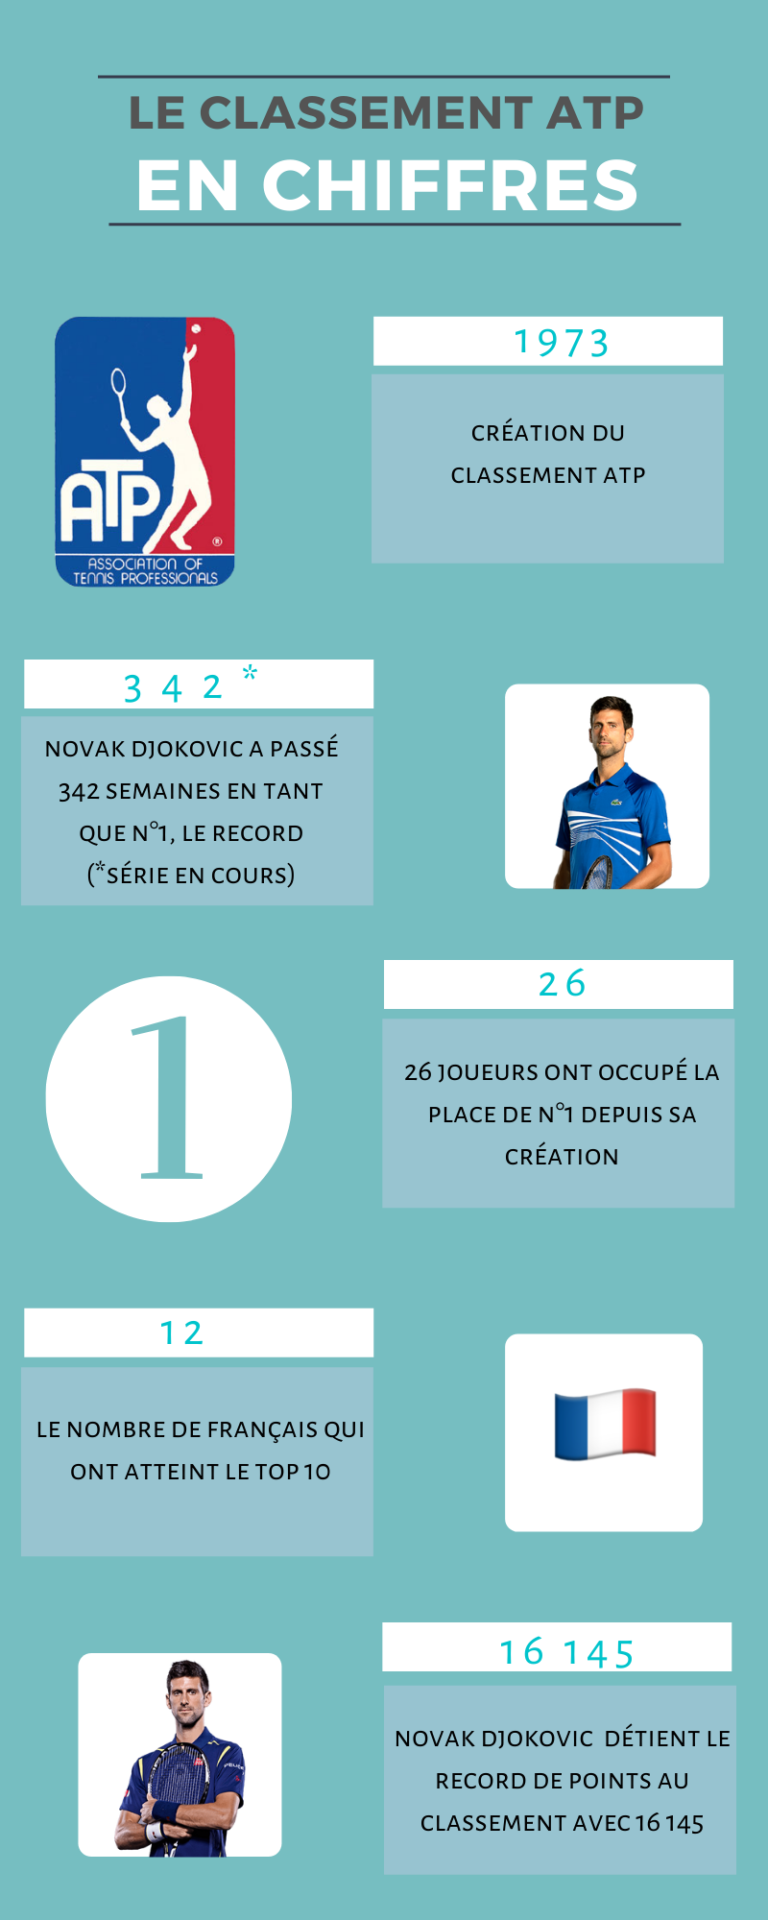 LE CLASSEMENT ATP
EN CHIFFRES
ATP
®
ASSOCIATION OF
TENNIS PROFESSIONALS
1973
CRÉATION DU
CLASSEMENT ATP
3 4 2 *
NOVAK DJOKOVIC A PASSÉ
342 SEMAINES EN TANT
QUE N°1, LE RECORD
(*SÉRIE EN COURS)
1
26
26 JOUEURS ONT OCCUPÉ LA
PLACE DE N°1 DEPUIS SA
CRÉATION
12
LE NOMBRE DE FRANÇAIS QUI
ONT ATTEINT LE TOP 10
16 145
NOVAK DJOKOVIC DÉTIENT LE
RECORD DE POINTS AU
CLASSEMENT AVEC 16 145